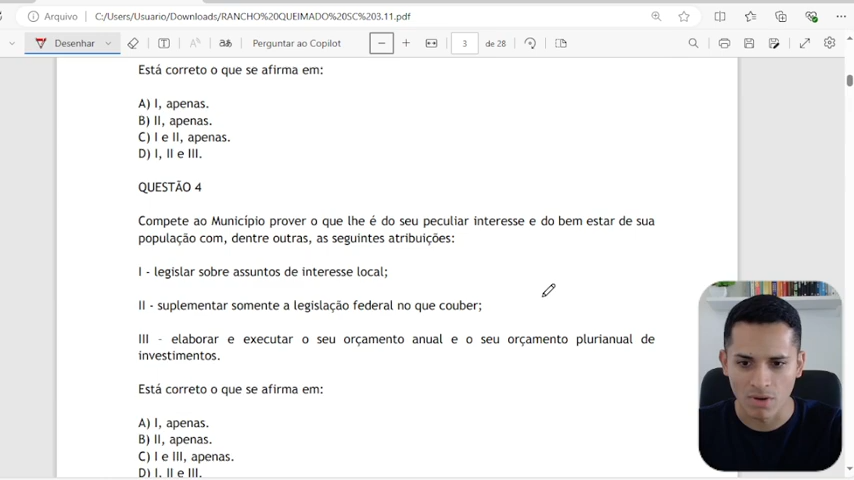 Arquivo
C:/Users/Usuario/Downloads/RANCHO%20QUEIMADO%20SC%203.11.pdf
Desenhar
Perguntar ao Copilot
3
de 28
Está correto o que se afirma em:
A) I, apenas.
B) II, apenas.
C) I e II, apenas.
D) I, II e III.
QUESTÃO 4
Compete ao Município prover o que lhe é do seu peculiar interesse e do bem estar de sua
população com, dentre outras, as seguintes atribuições:
I - legislar sobre assuntos de interesse local;
II - suplementar somente a legislação federal no que couber;
III - elaborar e executar o seu orçamento anual e o seu orçamento plurianual de
investimentos.
Está correto o que se afirma em:
A) I, apenas.
B) II, apenas.
C) I e III, apenas.
D) I, II e III.